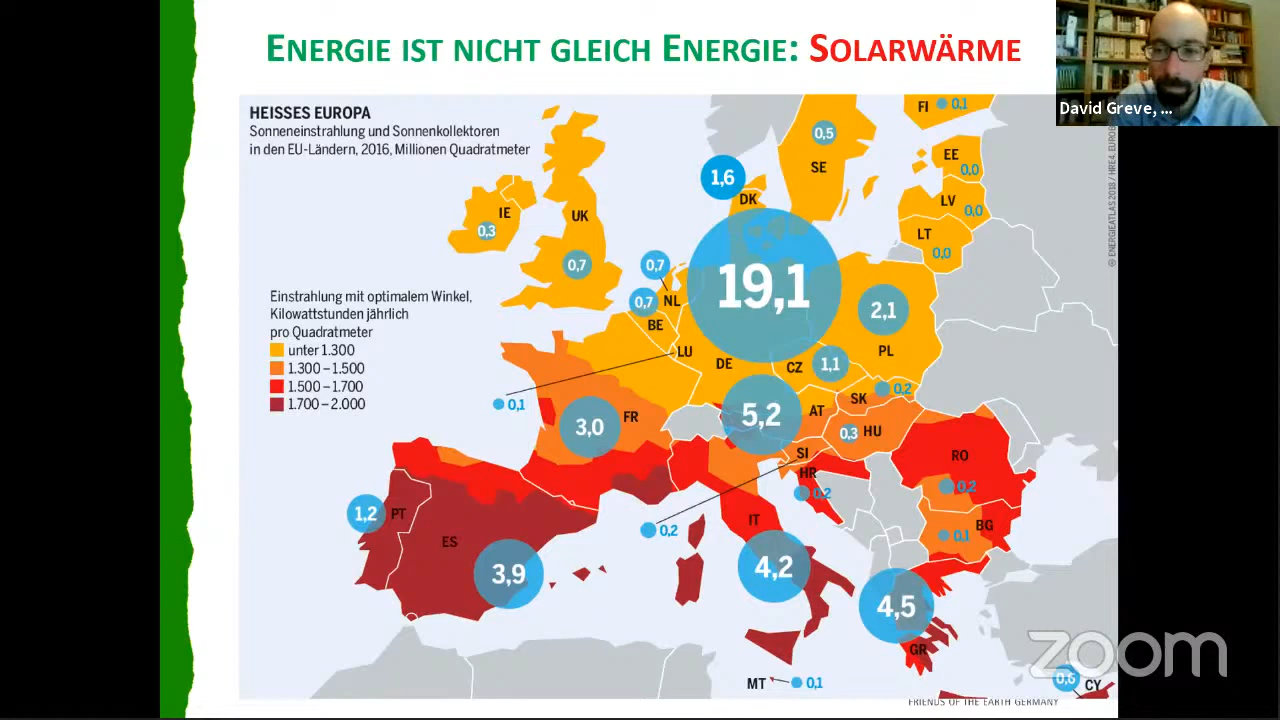 ENERGIE IST NICHT GLEICH ENERGIE: SOLARWÄRME
David Greve, ...
HEISSES EUROPA
Sonneneinstrahlung und Sonnenkollektoren
in den EU-Ländern, 2016, Millionen Quadratmeter
FI 0,1
0,5
SE
EE
0,0
1,6
DK
LV
0,0
IE
0,3
UK
LT
0,0
0,7
0,7
19,1
0,7
NL
BE
2,1
PL
Einstrahlung mit optimalem Winkel,
Kilowattstunden jährlich
pro Quadratmeter
unter 1.300
1.300 – 1.500
1.500 – 1.700
1.700 – 2.000
LU
DE
CZ
1,1
0,1
SK
0,2
3,0
FR
5,2
AT
0,3
HU
SI
HR
0,2
RO
0,2
1,2
PT
ES
0,2
IT
BG
0,1
3,9
4,2
4,5
GR
MT
0,1
0,6
CY
zoom
FRIENDS OF THE EARTH GERMANY
© ENERGIEATLAS 2018 / HRE4,